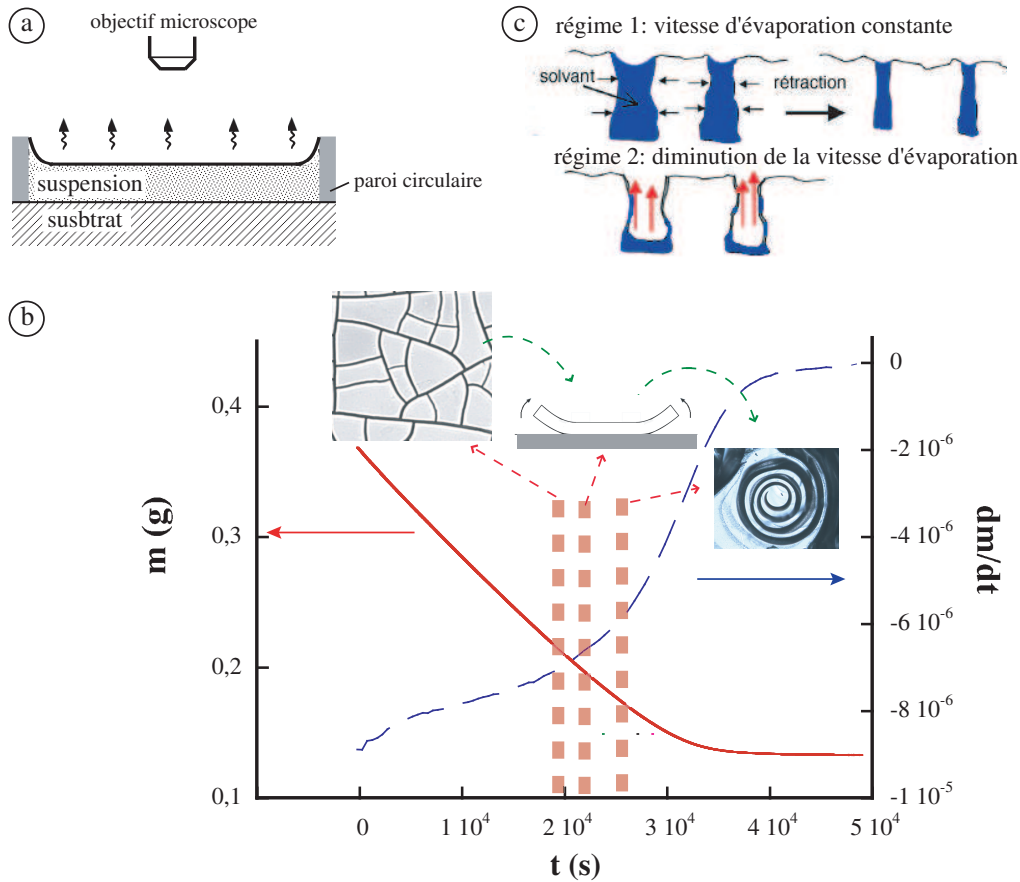 a
objectif microscope
suspension
susbtrat
paroi circulaire
c
régime 1: vitesse d'évaporation constante
solvant
rétraction
régime 2: diminution de la vitesse d'évaporation
b
0,4
0,3
0,2
0,1
m (g)
0
-2 10⁻⁶
-4 10⁻⁶
-6 10⁻⁶
-8 10⁻⁶
-1 10⁻⁵
dm/dt
0
1 10⁴
2 10⁴
3 10⁴
4 10⁴
5 10⁴
t (s)